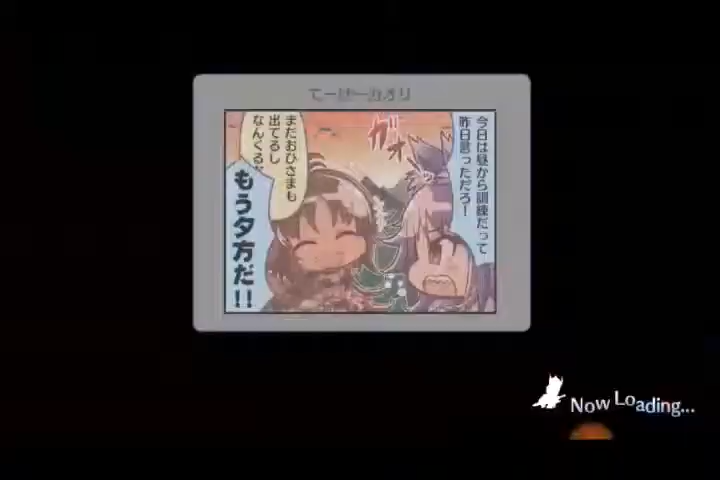 てーげーカオリ
今日は昼から訓練だって
昨日言っただろ!
ガオ
まだおひさまも
出てるし
なんくるな
もう夕方だ!!
Now Loading...